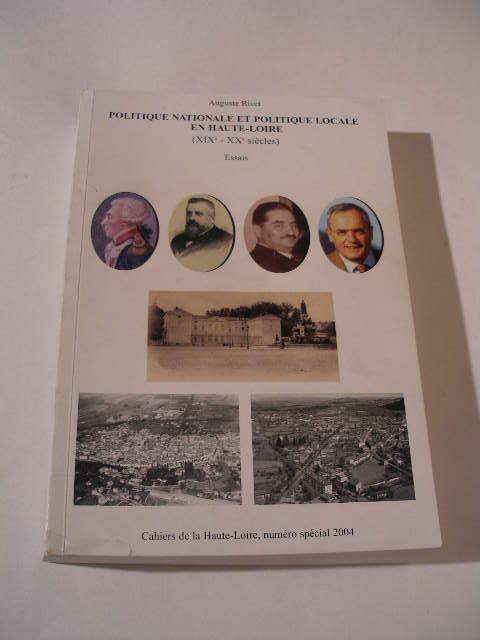 Auguste Rivet
POLITIQUE NATIONALE ET POLITIQUE LOCALE
EN HAUTE-LOIRE
(XIXe - XXe siècles)
Essais
Cahiers de la Haute-Loire, numéro spécial 2004